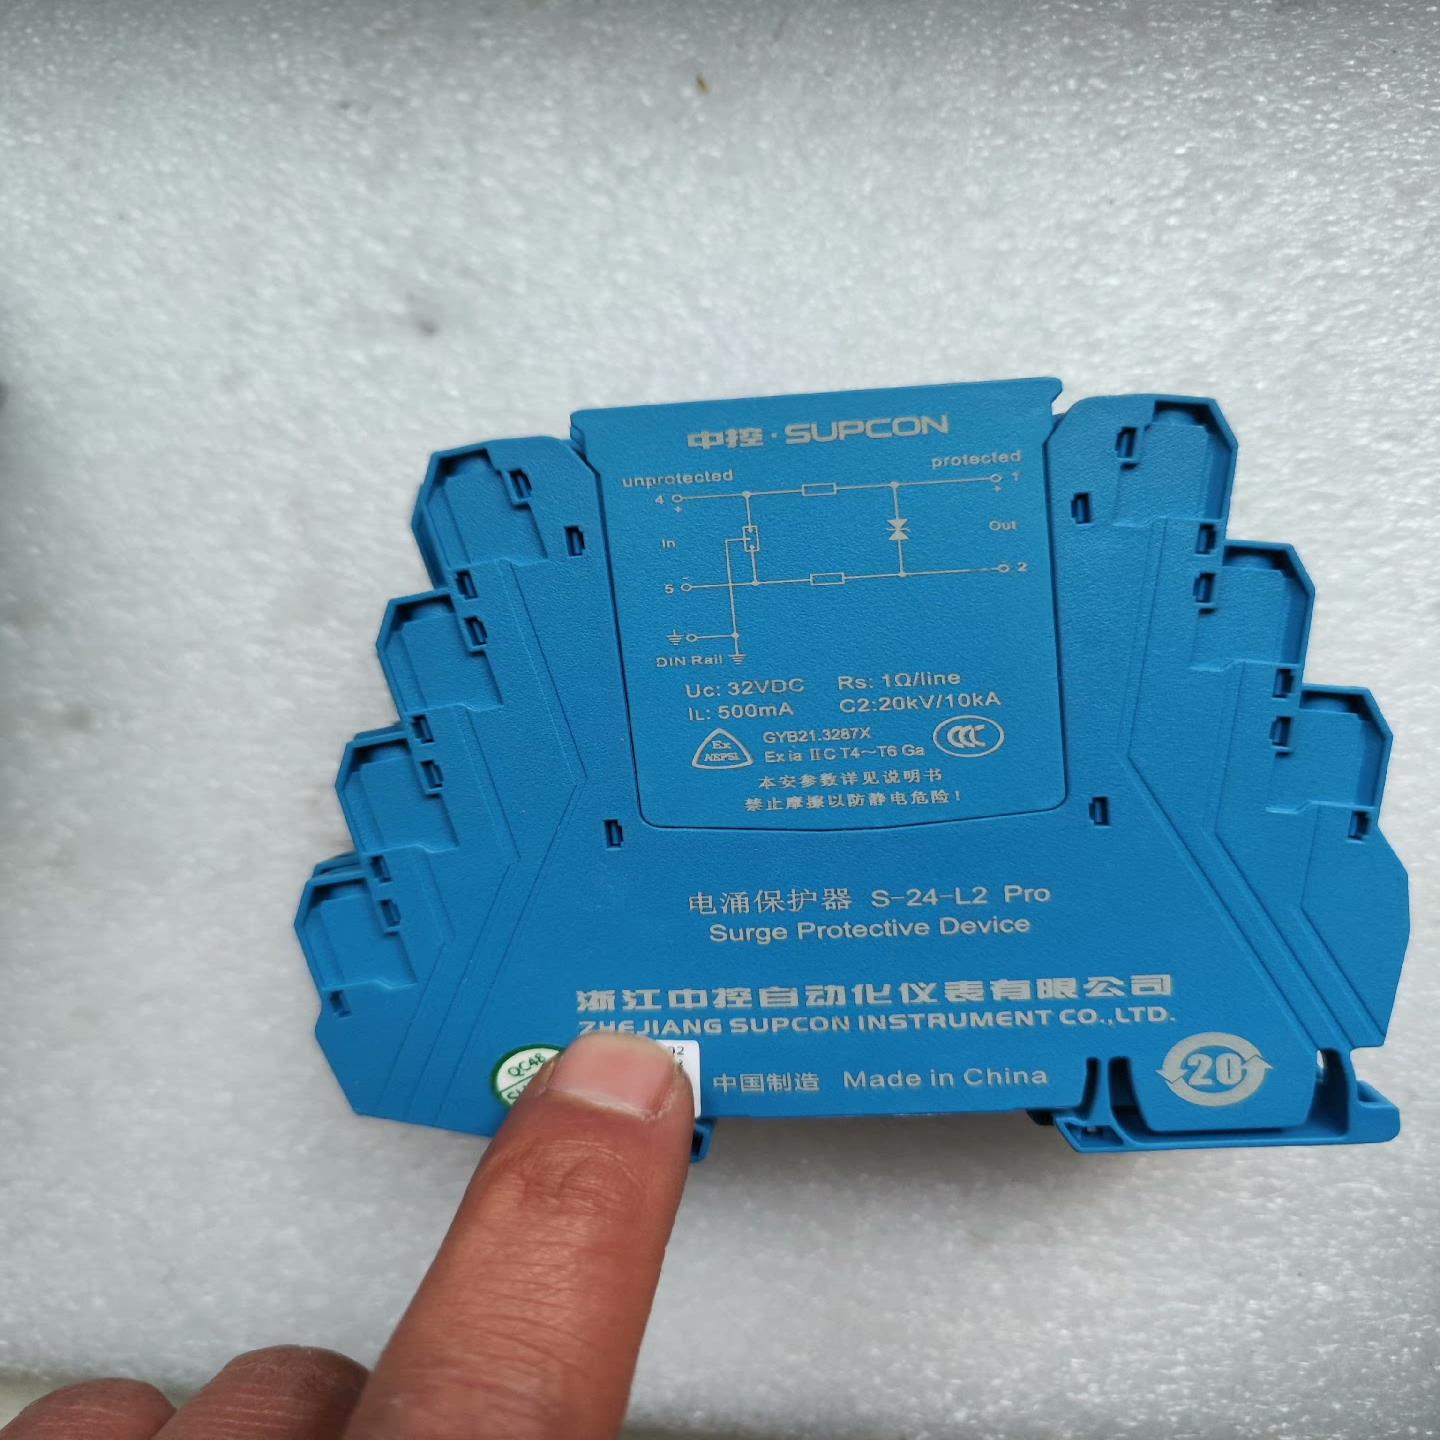 中控·SUPCON
unprotected
protected
4
+
1
+
In
Out
5
-
-
2
DIN Rail
Uc: 32VDC Rs: 1Ω/line
IL: 500mA C2:20kV/10kA
Ex
NEPSI
GYB21.3287X
Ex ia ⅡC T4~T6 Ga
CCC
本安参数详见说明书
禁止摩擦以防静电危险!
电涌保护器 S-24-L2 Pro
Surge Protective Device
浙江中控自动化仪表有限公司
ZHEJIANG SUPCON INSTRUMENT CO.,LTD.
QC48
中国制造 Made in China
20